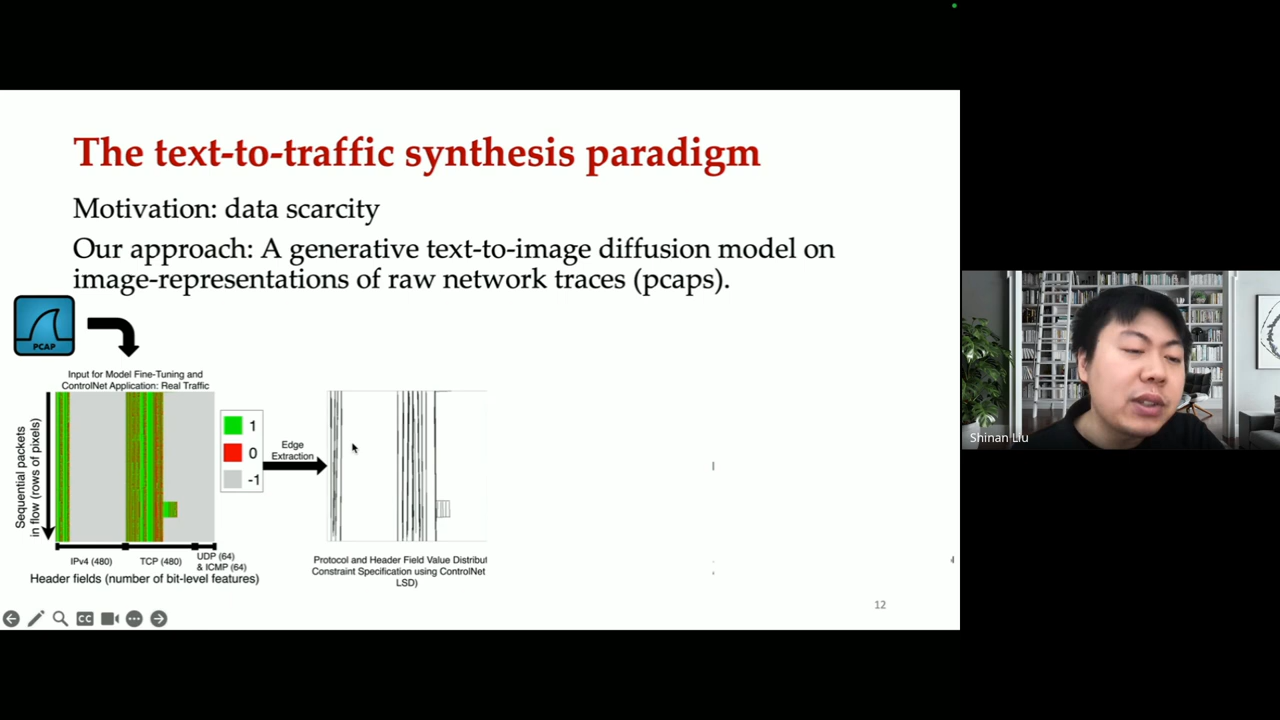 The text-to-traffic synthesis paradigm
Motivation: data scarcity
Our approach: A generative text-to-image diffusion model on
image-representations of raw network traces (pcaps).
PCAP
Input for Model Fine-Tuning and
ControlNet Application: Real Traffic
Sequential packets
in flow (rows of pixels)
1
0
-1
Edge
Extraction
IPv4 (480)
TCP (480)
UDP (64)
& ICMP (64)
Header fields (number of bit-level features)
Protocol and Header Field Value Distribut
Constraint Specification using ControlNet
LSD)
12
CC
Shinan Liu